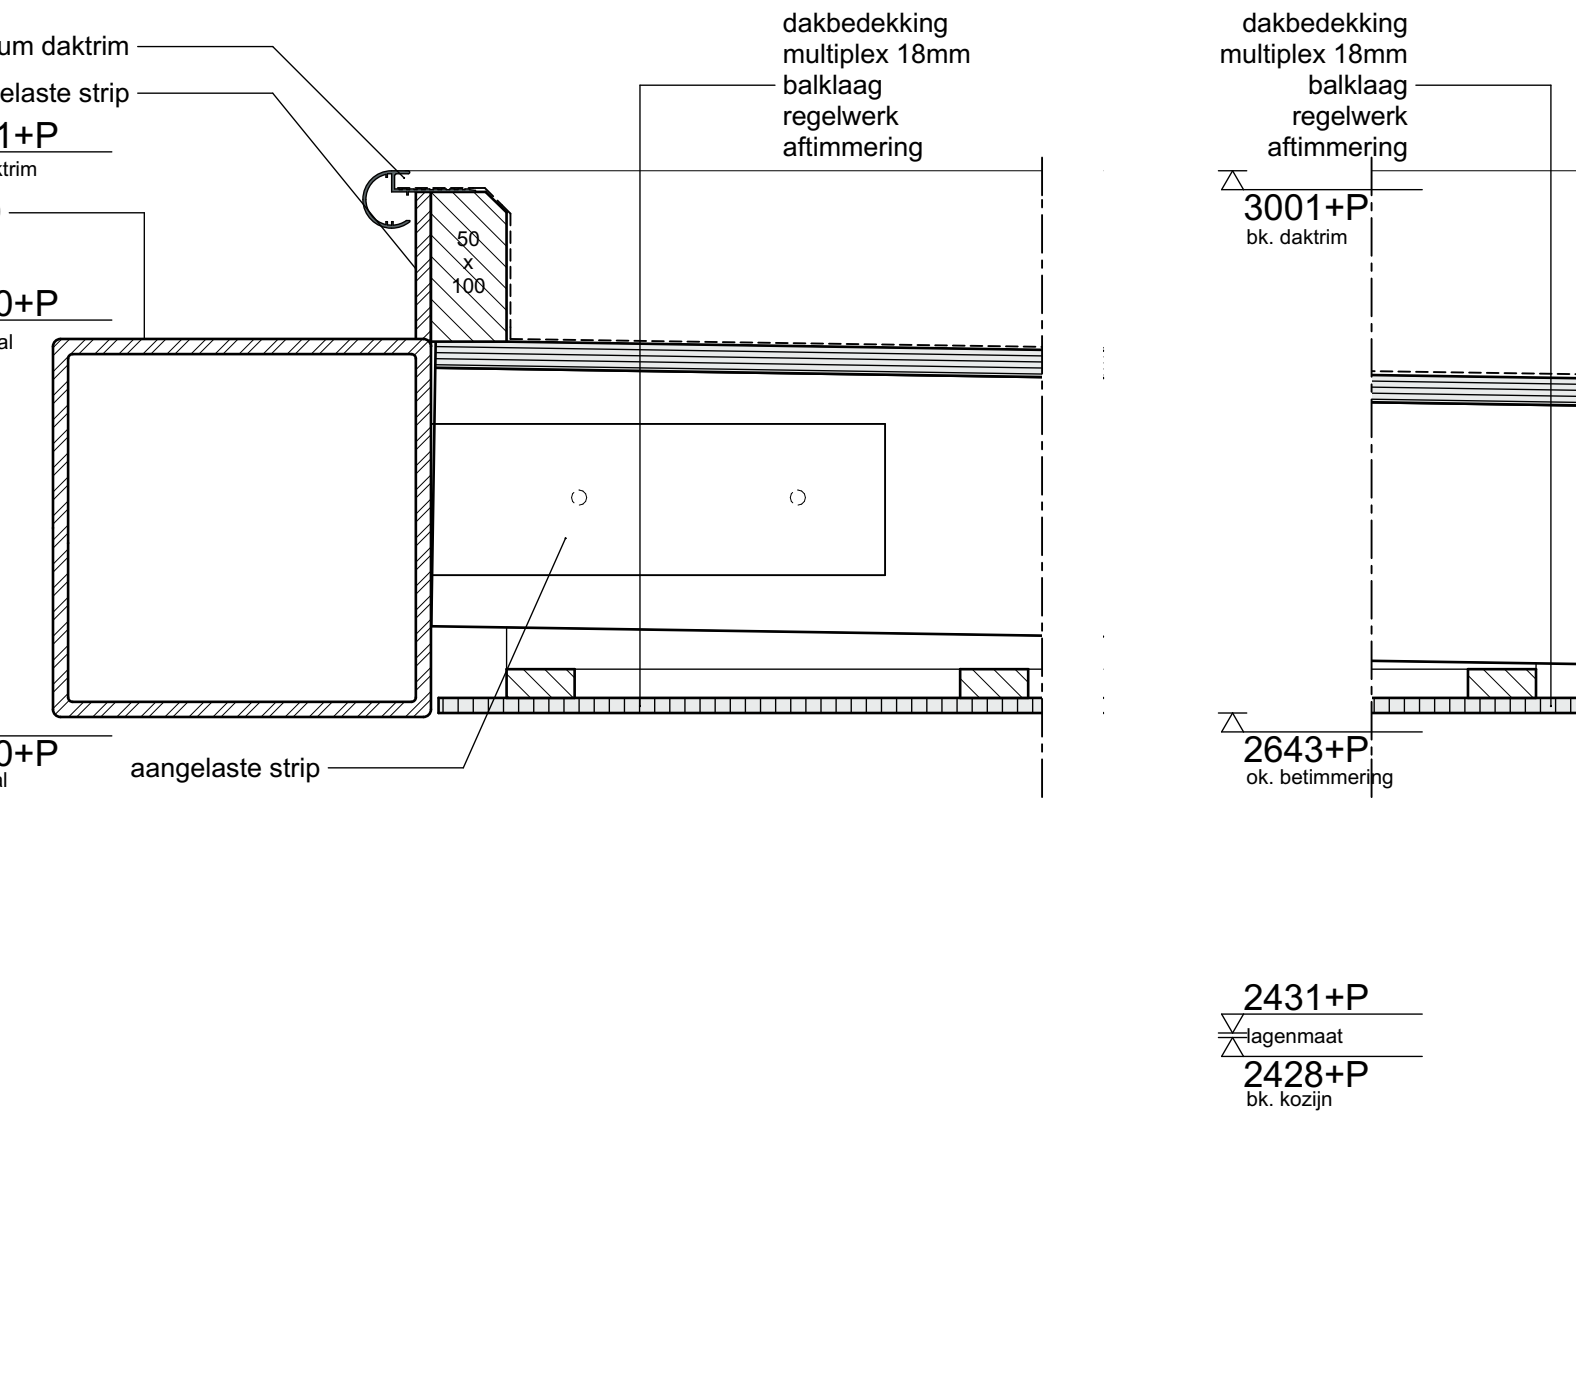 um daktrim
elaste strip
1+P
ktrim
0+P
al
0+P
al
aangelaste strip
50
x
100
dakbedekking
multiplex 18mm
balklaag
regelwerk
aftimmering
dakbedekking
multiplex 18mm
balklaag
regelwerk
aftimmering
3001+P
bk. daktrim
2643+P
ok. betimmering
2431+P
lagenmaat
2428+P
bk. kozijn